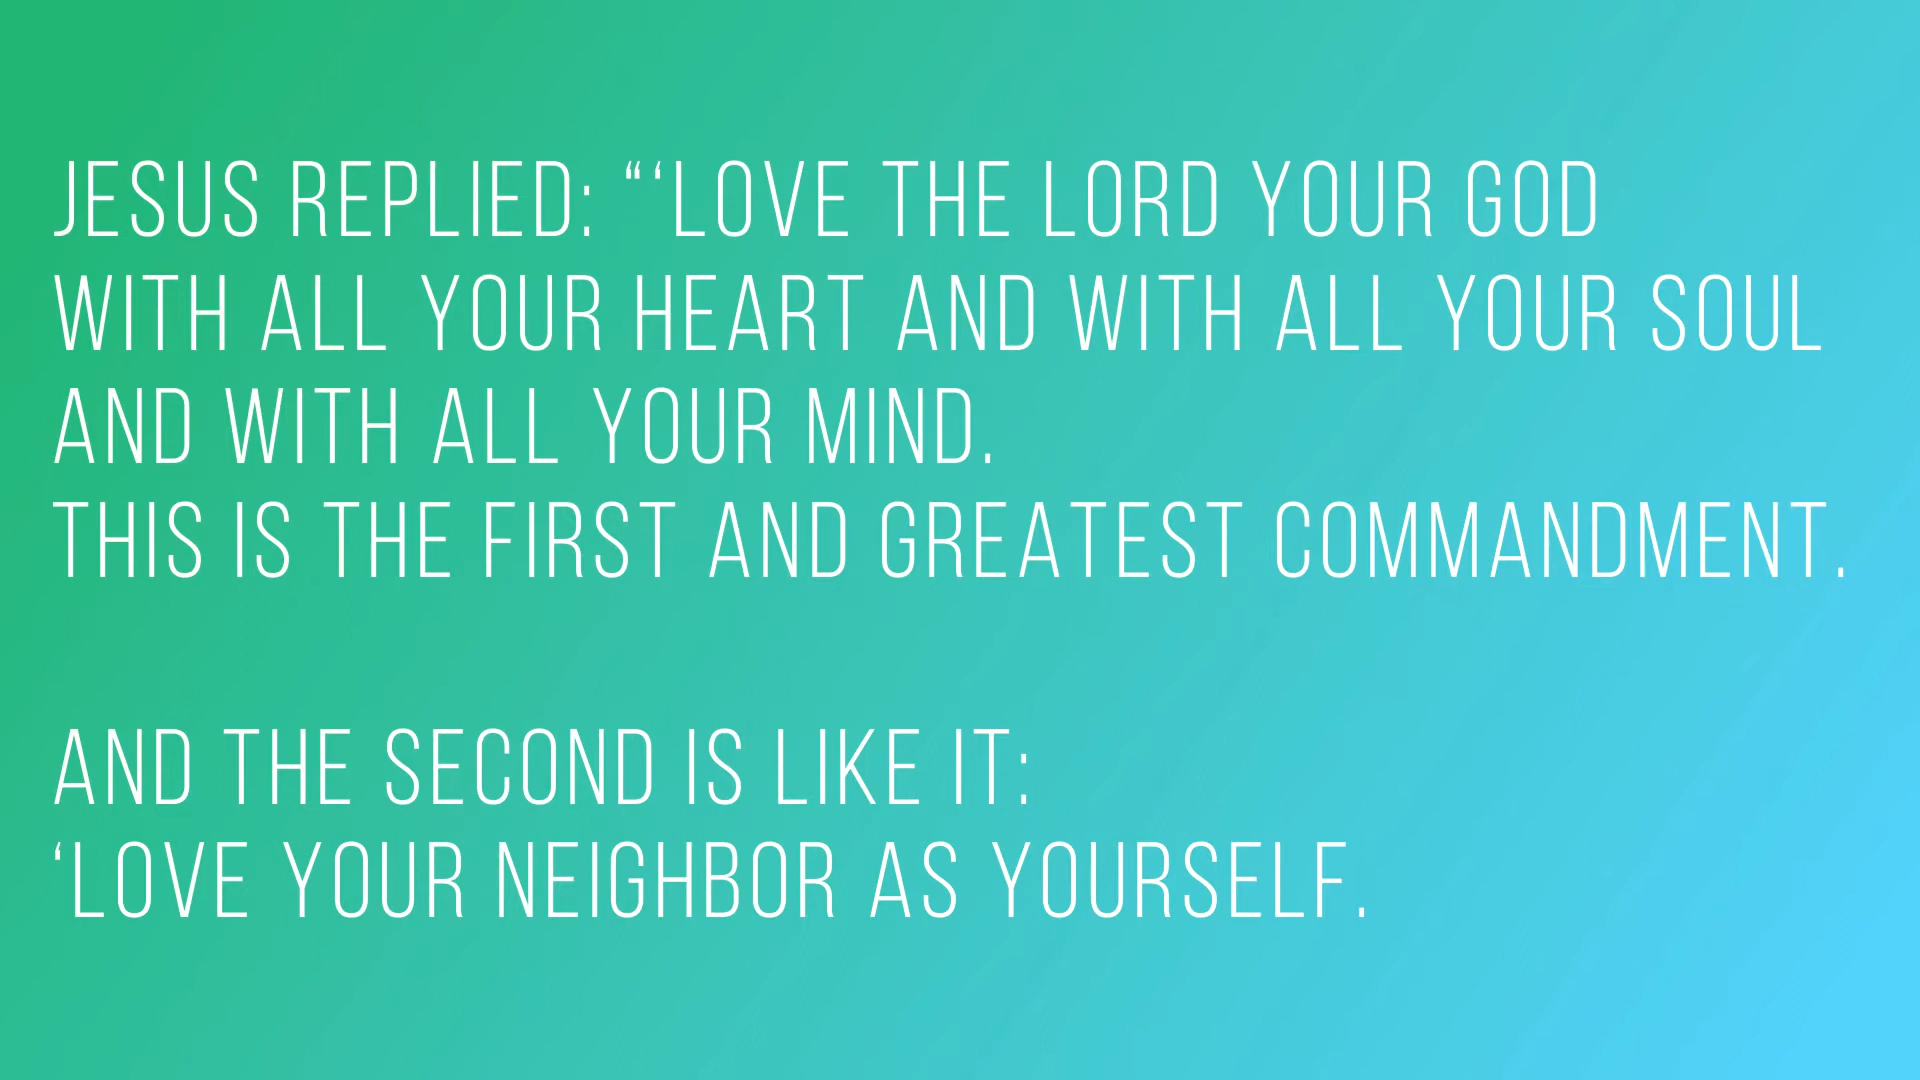 JESUS REPLIED: “‘LOVE THE LORD YOUR GOD
WITH ALL YOUR HEART AND WITH ALL YOUR SOUL
AND WITH ALL YOUR MIND.
THIS IS THE FIRST AND GREATEST COMMANDMENT.
AND THE SECOND IS LIKE IT:
‘LOVE YOUR NEIGHBOR AS YOURSELF.